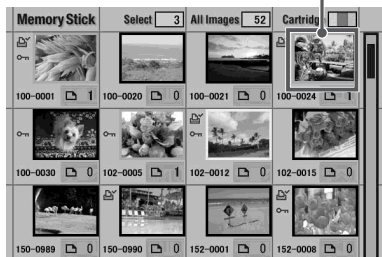 Memory Stick Select 3 All Images 52 Cartridge
100-0001 1 100-0020 0 100-0021 0 100-0024 1
100-0030 0 102-0005 1 102-0012 0 102-0015 0
150-0989 0 150-0990 0 152-0001 0 152-0008 0